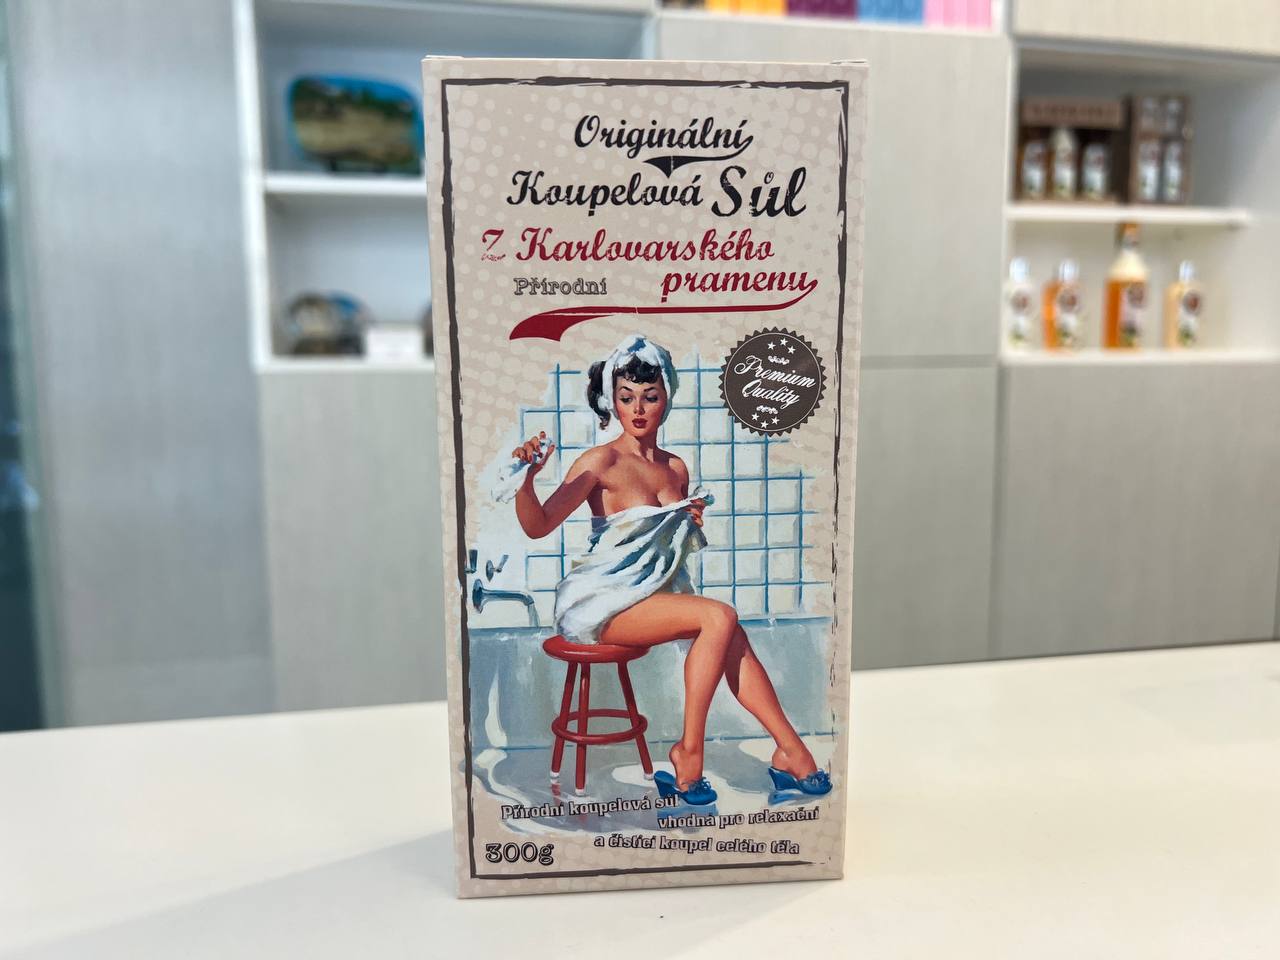 Originální
Koupelová Sůl
Z Karlovarského
Přírodní pramenu
Premium
Quality
Přírodní koupelová sůl
vhodná pro relaxační
a čistící koupel celého těla
300g